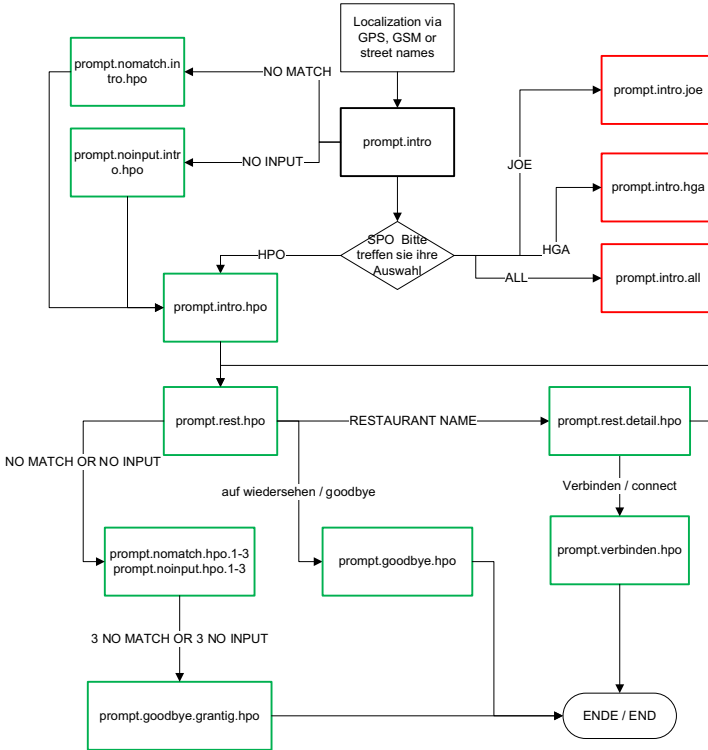 Localization via
GPS, GSM or
street names
prompt.nomatch.in
tro.hpo
NO MATCH
prompt.intro.joe
prompt.intro
prompt.noinput.intr
o.hpo
NO INPUT
JOE
prompt.intro.hga
SPO  Bitte
treffen sie ihre
Auswahl
HPO
HGA
ALL
prompt.intro.all
prompt.intro.hpo
prompt.rest.hpo
RESTAURANT NAME
prompt.rest.detail.hpo
NO MATCH OR NO INPUT
auf wiedersehen / goodbye
Verbinden / connect
prompt.nomatch.hpo.1-3
prompt.noinput.hpo.1-3
prompt.goodbye.hpo
prompt.verbinden.hpo
3 NO MATCH OR 3 NO INPUT
prompt.goodbye.grantig.hpo
ENDE / END